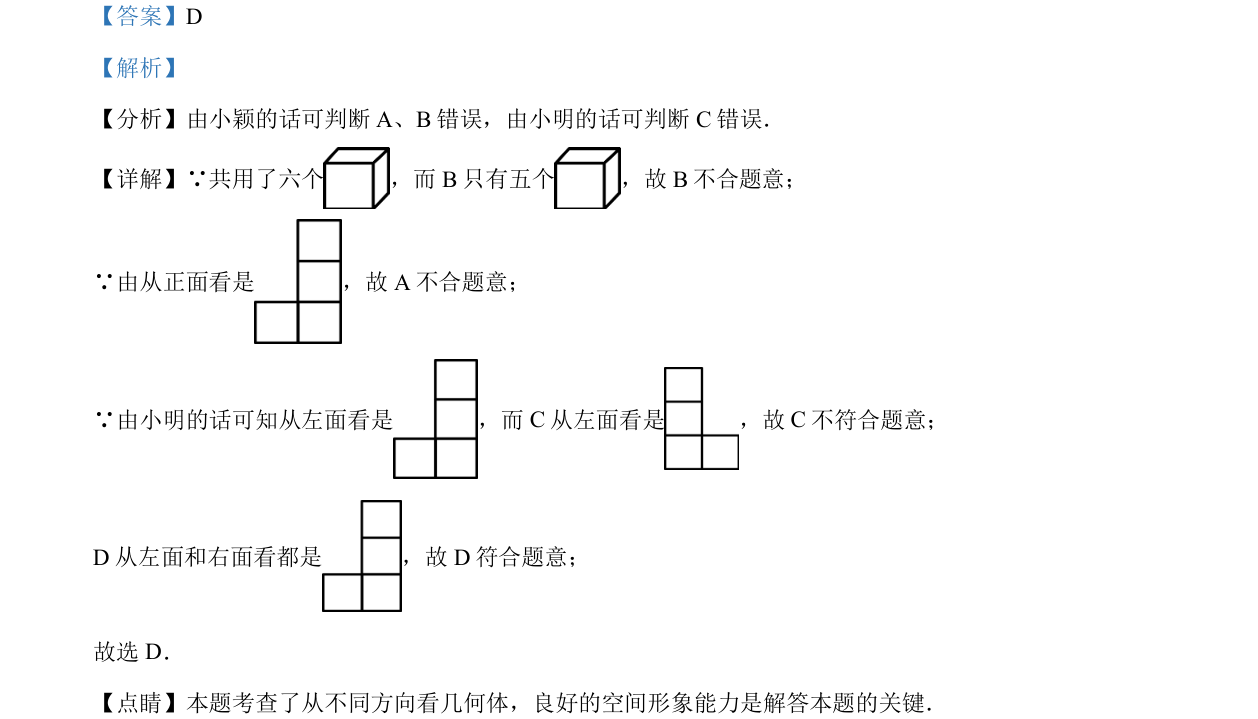 【答案】D
【解析】
【分析】由小颖的话可判断 A、B 错误，由小明的话可判断 C 错误．
【详解】∵共用了六个，而 B 只有五个，故 B 不合题意；
∵由从正面看是，故 A 不合题意；
∵由小明的话可知从左面看是，而 C 从左面看是，故 C 不符合题意；
D 从左面和右面看都是，故 D 符合题意；
故选 D．
【点睛】本题考查了从不同方向看几何体，良好的空间形象能力是解答本题的关键．